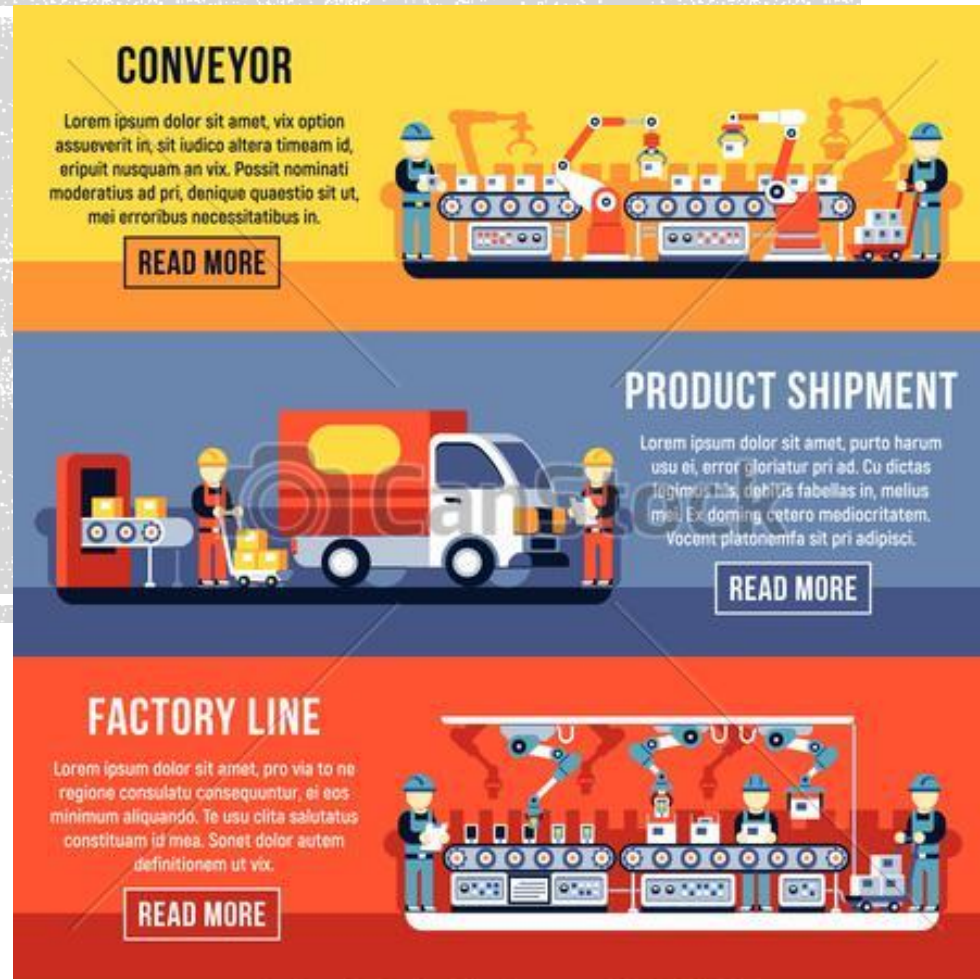 CONVEYOR
Lorem ipsum dolor sit amet, vix option
assueverit in, sit iudico altera timeam id,
eripuit nusquam an vix. Possit nominati
moderatius ad pri, denique quaestio sit ut,
mei erroribus necessitatibus in.
READ MORE
PRODUCT SHIPMENT
Lorem ipsum dolor sit amet, purto harum
usu ei, error gloriatur pri ad. Cu dictas
legimus his, debitis fabellas in, melius
mei. Ex doming cetero mediocritatem.
Vocent platonemfa sit pri adipisci.
READ MORE
CanStock
FACTORY LINE
Lorem ipsum dolor sit amet, pro via to ne
regione consulatu consequuntur, ei eos
minimum aliquando. Te usu clita salutatus
constituam id mea. Sonet dolor autem
definitionem ut vix.
READ MORE